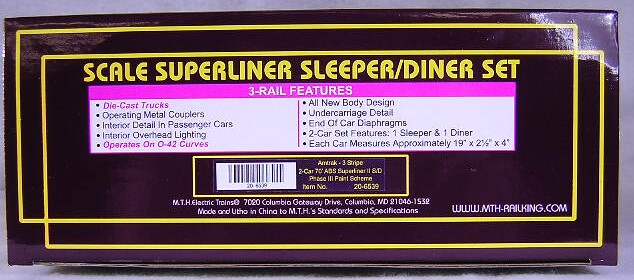 SCALE SUPERLINER SLEEPER/DINER SET
3-RAIL FEATURES
• Die-Cast Trucks
• Operating Metal Couplers
• Interior Detail In Passenger Cars
• Interior Overhead Lighting
• Operates On O-42 Curves
• All New Body Design
• Undercarriage Detail
• End Of Car Diaphragms
• 2-Car Set Features: 1 Sleeper & 1 Diner
• Each Car Measures Approximately 19" x 2½" x 4"
20-6539
Amtrak - 3 Stripe
2-Car 70' ABS Superliner II S/D
Phase III Paint Scheme
Item No. 20-6539
M.T.H. Electric Trains® 7020 Columbia Gateway Drive, Columbia, MD 21046-1532
Made and Litho in China to M.T.H.'s Standards and Specifications
WWW.MTH-RAILKING.COM